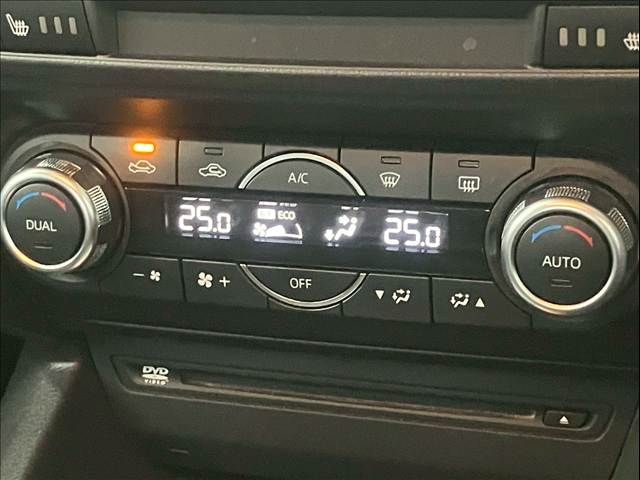 A/C
DUAL
25.0
ECO
25.0
AUTO
OFF
DVD
VIDEO